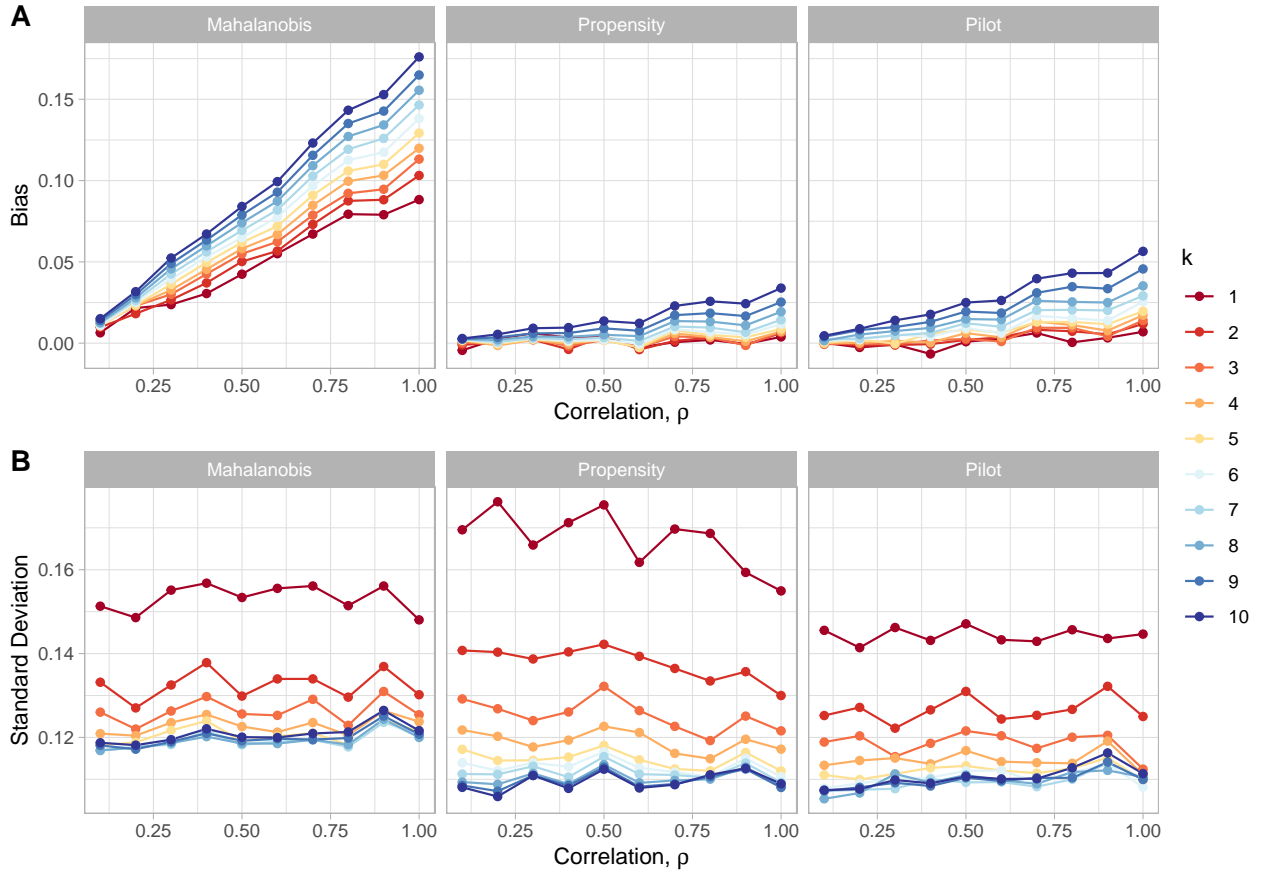 A
Mahalanobis Propensity Pilot
Bias
0.15
0.10
0.05
0.00
0.25 0.50 0.75 1.00 0.25 0.50 0.75 1.00 0.25 0.50 0.75 1.00
Correlation, ρ Correlation, ρ
B
Mahalanobis Propensity Pilot
Standard Deviation
0.16
0.14
0.12
0.25 0.50 0.75 1.00 0.25 0.50 0.75 1.00 0.25 0.50 0.75 1.00
Correlation, ρ
k
1
2
3
4
5
6
7
8
9
10